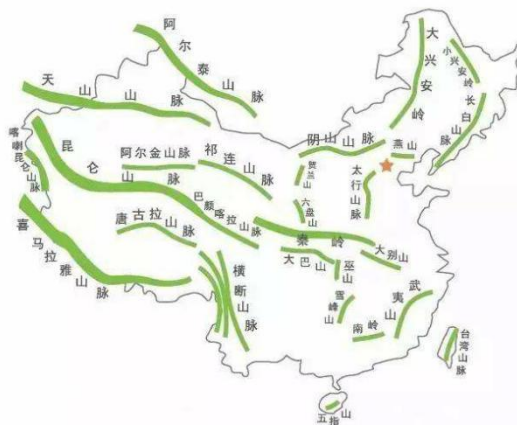 阿尔泰山脉
天山山脉
大兴安岭
小兴安岭
长白山脉
喀喇昆仑山脉
昆仑山脉
阿尔金山脉
祁连山脉
阴山山脉
燕山
贺兰山
太行山脉
六盘山
巴颜喀拉山脉
唐古拉山脉
喜马拉雅山脉
横断山脉
秦岭
大巴山
巫山
大别山
雪峰山
武夷山
南岭
台湾山脉
五指山